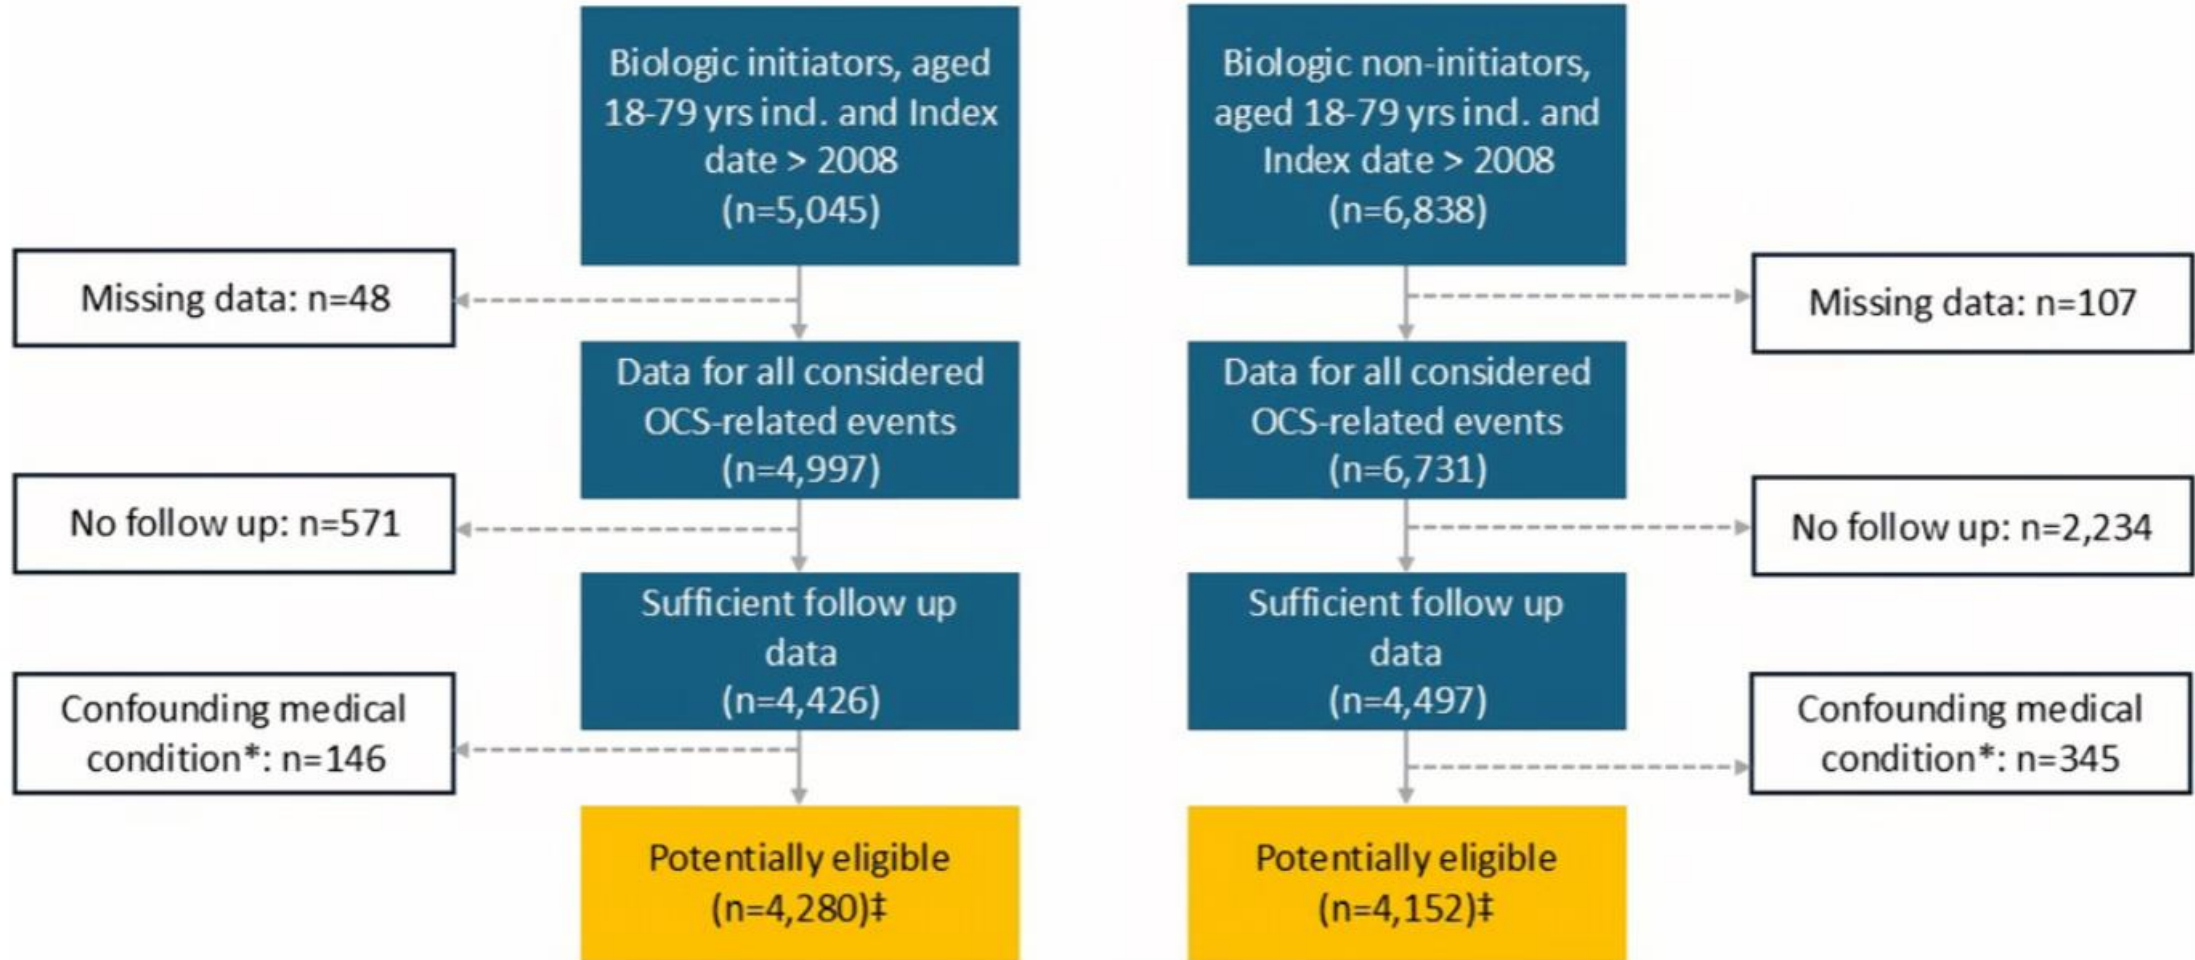 Biologic initiators, aged
18-79 yrs incl. and Index
date > 2008
(n=5,045)
Biologic non-initiators,
aged 18-79 yrs incl. and
Index date > 2008
(n=6,838)
Missing data: n=48
Missing data: n=107
Data for all considered
OCS-related events
(n=4,997)
Data for all considered
OCS-related events
(n=6,731)
No follow up: n=571
No follow up: n=2,234
Sufficient follow up
data
(n=4,426)
Sufficient follow up
data
(n=4,497)
Confounding medical
condition*: n=146
Confounding medical
condition*: n=345
Potentially eligible
(n=4,280)‡
Potentially eligible
(n=4,152)‡